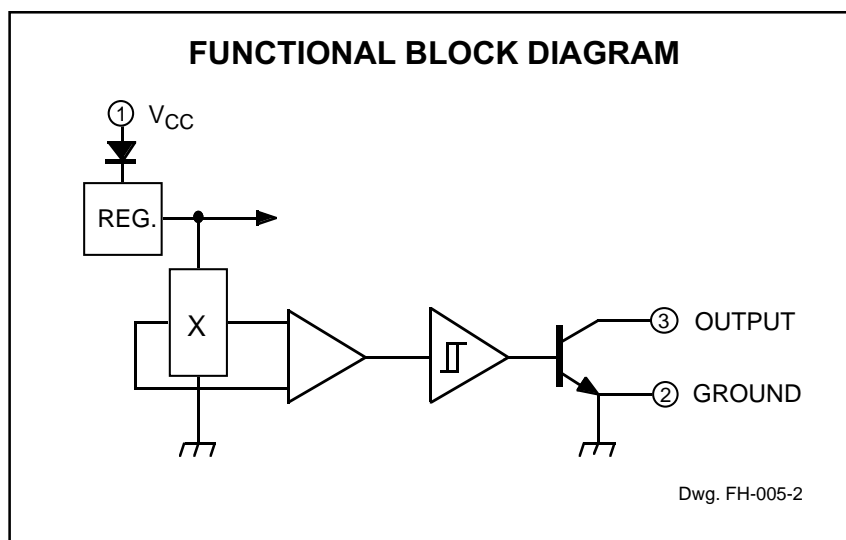 FUNCTIONAL BLOCK DIAGRAM
1 VCC
REG.
X
3 OUTPUT
2 GROUND
Dwg. FH-005-2